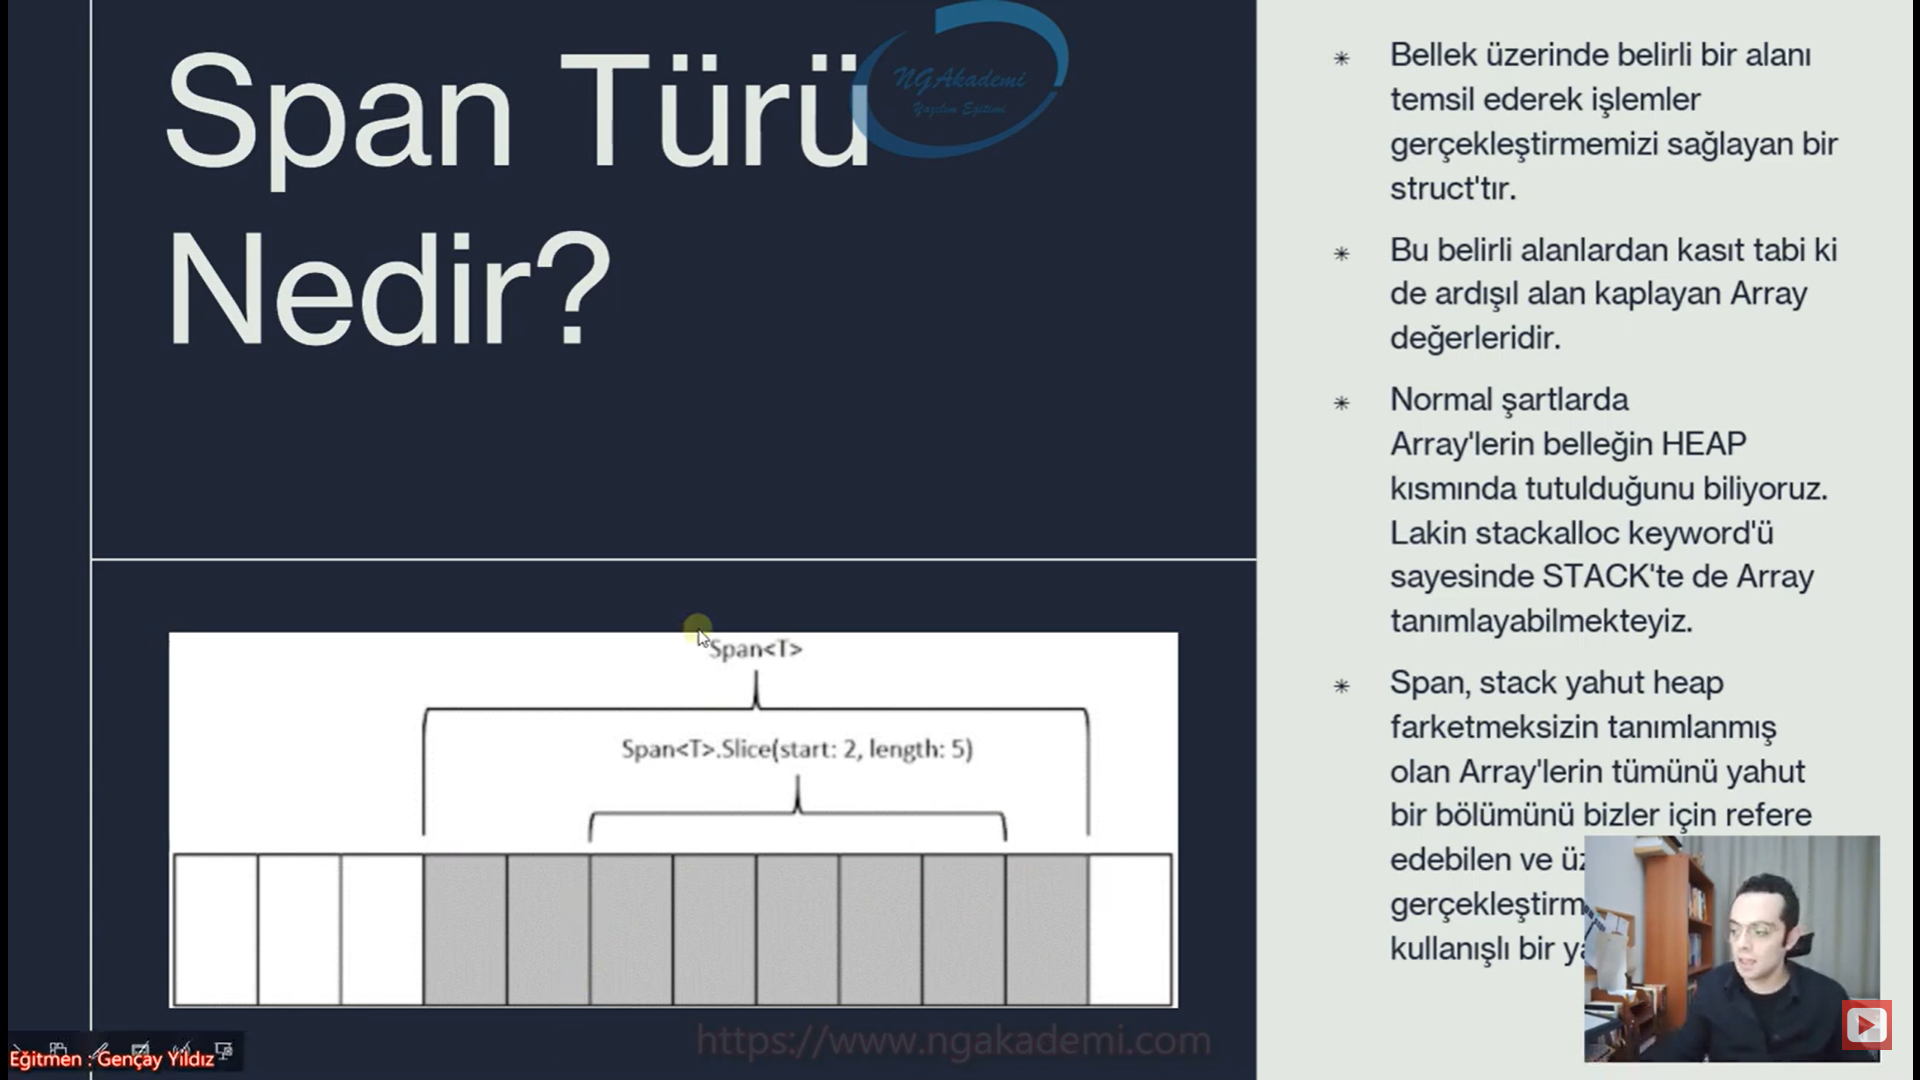 Span Türü
Nedir?
NGAkademi
Yazılım Eğitimi
Bellek üzerinde belirli bir alanı
temsil ederek işlemler
gerçekleştirmemizi sağlayan bir
struct'tır.
Bu belirli alanlardan kasıt tabi ki
de ardışıl alan kaplayan Array
değerleridir.
Normal şartlarda
Array'lerin belleğin HEAP
kısmında tutulduğunu biliyoruz.
Lakin stackalloc keyword'ü
sayesinde STACK'te de Array
tanımlayabilmekteyiz.
Span, stack yahut heap
farketmeksizin tanımlanmış
olan Array'lerin tümünü yahut
bir bölümünü bizler için refere
edebilen ve
gerçekleştirm
kullanışlı bir
Span<T>
Span<T>.Slice(start: 2, length: 5)
https://www.ngakademi.com
Eğitmen : Gençay Yıldız